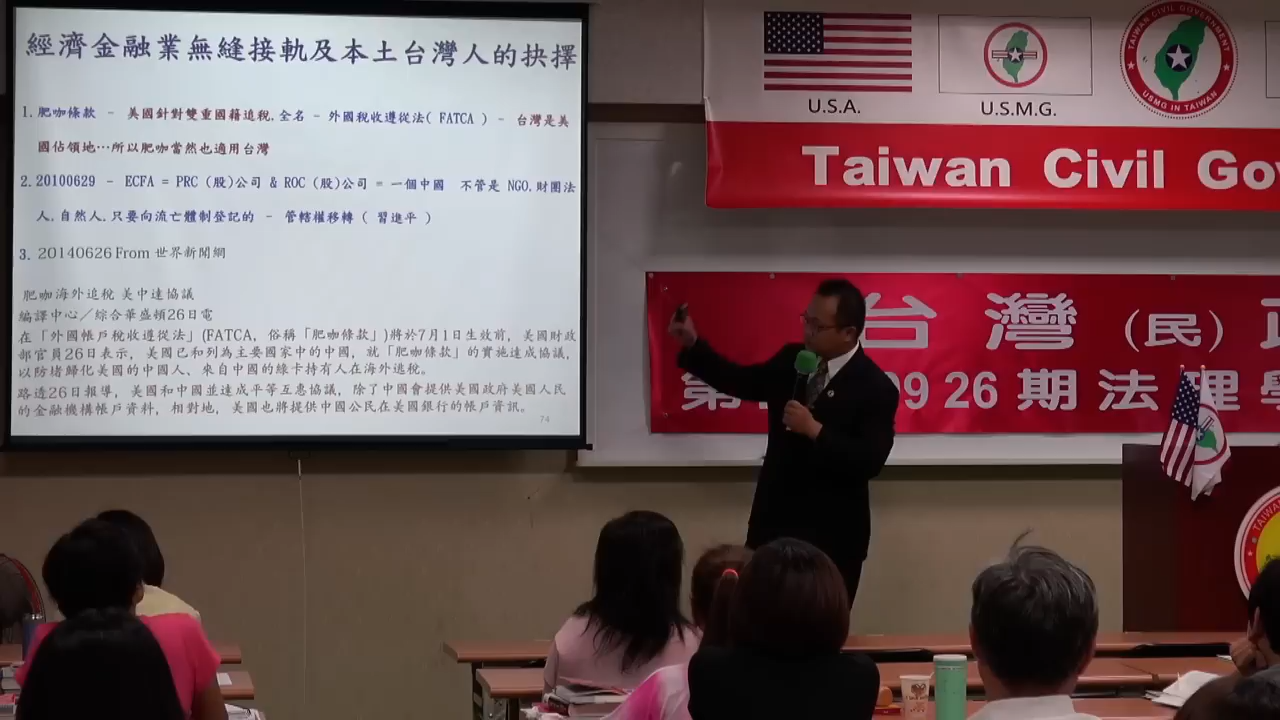 經濟金融業無縫接軌及本土台灣人的抉擇
1. 肥咖條款 - 美國針對雙重國籍追稅. 全名 - 外國稅收遵從法( FATCA ) - 台灣是美
國佔領地…所以肥咖當然也適用台灣
2. 20100629 - ECFA = PRC (股)公司 & ROC (股)公司 = 一個中國 不管是 NGO. 財團法
人. 自然人. 只要向流亡體制登記的 - 管轄權移轉 ( 習進平 )
3. 20140626 From 世界新聞網
肥咖海外追稅 美中達協議
編譯中心／綜合華盛頓26日電
在「外國帳戶稅收遵從法」(FATCA, 俗稱「肥咖條款」)將於7月1日生效前, 美國財政
部官員26日表示, 美國已和列為主要國家中的中國, 就「肥咖條款」的實施達成協議,
以防堵歸化美國的中國人、來自中國的綠卡持有人在海外逃稅。
路透26日報導, 美國和中國並達成平等互惠協議, 除了中國會提供美國政府美國人民
的金融機構帳戶資料, 相對地, 美國也將提供中國公民在美國銀行的帳戶資訊。
74
U.S.A.
U.S.M.G.
TAIWAN CIVIL GOVERNMENT
USMG IN TAIWAN
Taiwan Civil Go
台灣(民)
第
09 26 期法理學
TAIWA